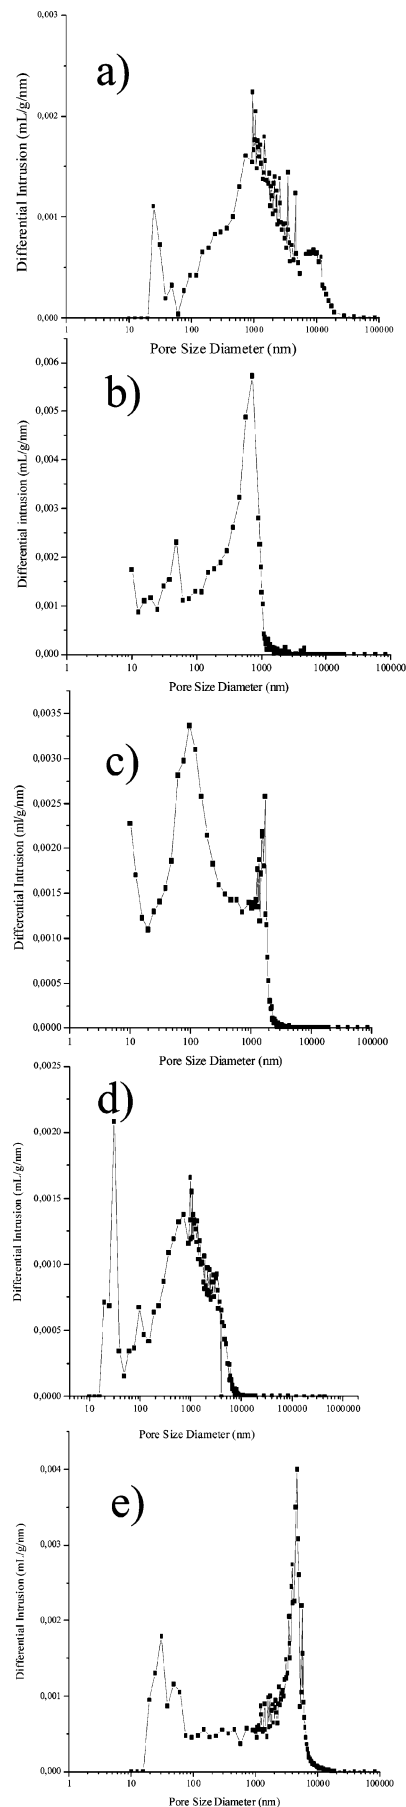 a)
Differential Intrusion (mL/g/nm)
0,003
0,002
0,001
0,000
1 10 100 1000 10000 100000
Pore Size Diameter (nm)
b)
Differential intrusion (mL/g/nm)
0,006
0,005
0,004
0,003
0,002
0,001
0,000
1 10 100 1000 10000 100000
Pore Size Diameter (nm)
c)
Differential Intrusion (ml/g/nm)
0,0035
0,0030
0,0025
0,0020
0,0015
0,0010
0,0005
0,0000
1 10 100 1000 10000 100000
Pore Size Diameter (nm)
d)
Differential Intrusion (mL/g/nm)
0,0025
0,0020
0,0015
0,0010
0,0005
0,0000
10 100 1000 10000 100000 1000000
Pore Size Diameter (nm)
e)
Differential Intrusion (mL/g/nm)
0,004
0,003
0,002
0,001
0,000
1 10 100 1000 10000 100000
Pore Size Diameter (nm)